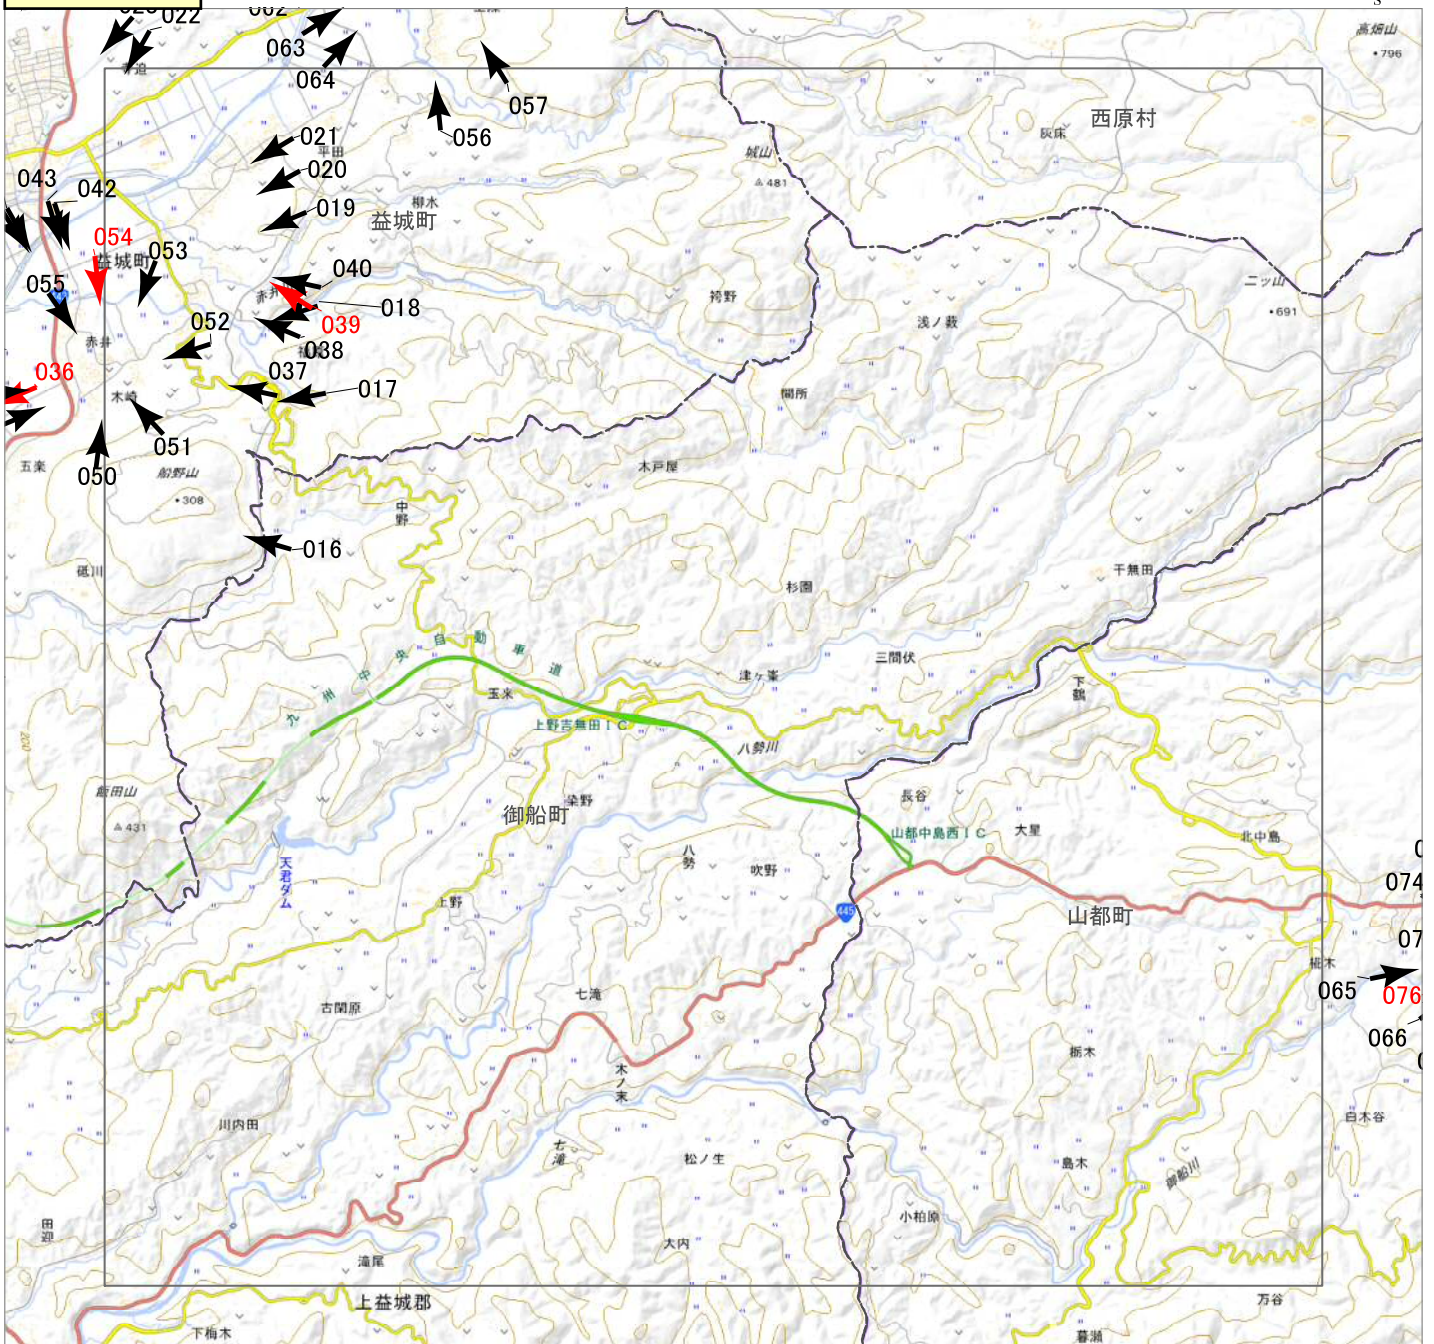 022
063
064
高畑山
796
寺迫
057
056
西原村
灰床
021
平田
020
城山
481
043
042
柳水
019
益城町
054
053
益城町
040
055
赤井
018
039
袴野
二ッ山
691
浅ノ薮
052
038
赤井
036
037
017
木崎
間所
051
五楽
050
船野山
308
木戸屋
中野
016
砥川
杉園
干無田
九州中央自動車道
三間伏
津ヶ峯
玉来
下鶴
上野吉無田IC
八勢川
飯田山
431
200
染野
御船町
長谷
山都中島西IC
大星
北中島
天君ダム
八勢
吹野
074
上野
445
山都町
07
椛木
065
076
七滝
古閑原
066
栃木
木ノ末
川内田
白木谷
七滝
松ノ生
島木
御船川
田迎
小柏原
大内
滝尾
上益城郡
万谷
下梅木
暮瀬